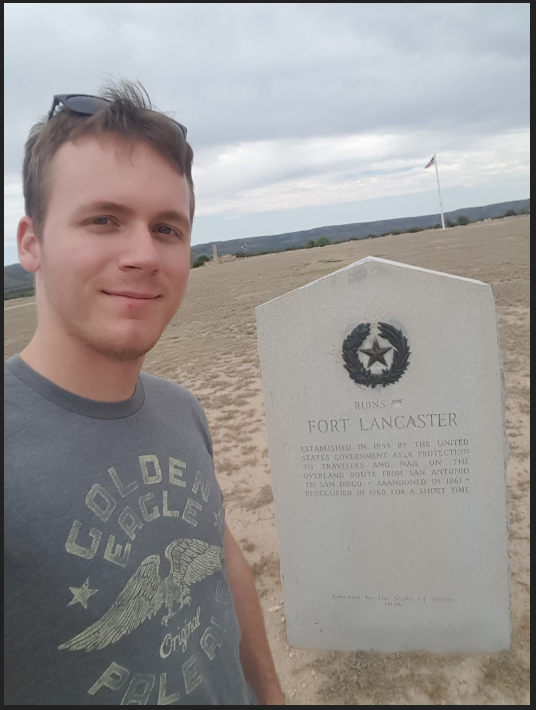 GOLDEN
EAGLE
Original
PALE ALE
RUINS OF
FORT LANCASTER
ESTABLISHED IN 1855 BY THE UNITED
STATES GOVERNMENT AS A PROTECTION
TO TRAVELERS AND MAIL ON THE
OVERLAND ROUTE FROM SAN ANTONIO
TO SAN DIEGO • ABANDONED IN 1861 •
REOCCUPIED IN 1868 FOR A SHORT TIME
Erected by the State of Texas
1936